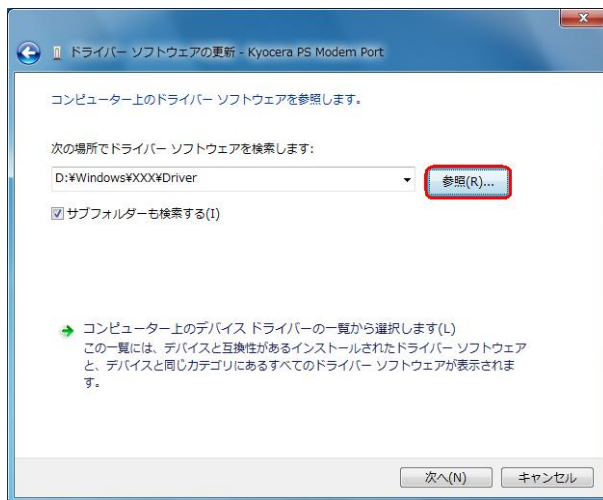 ドライバー ソフトウェアの更新 - Kyocera PS Modem Port
コンピューター上のドライバー ソフトウェアを参照します。
次の場所でドライバー ソフトウェアを検索します:
D:¥Windows¥XXX¥Driver
参照(R)...
サブフォルダーも検索する(I)
コンピューター上のデバイス ドライバーの一覧から選択します(L)
この一覧には、デバイスと互換性があるインストールされたドライバー ソフトウェア
と、デバイスと同じカテゴリにあるすべてのドライバー ソフトウェアが表示されま
す。
次へ(N)
キャンセル